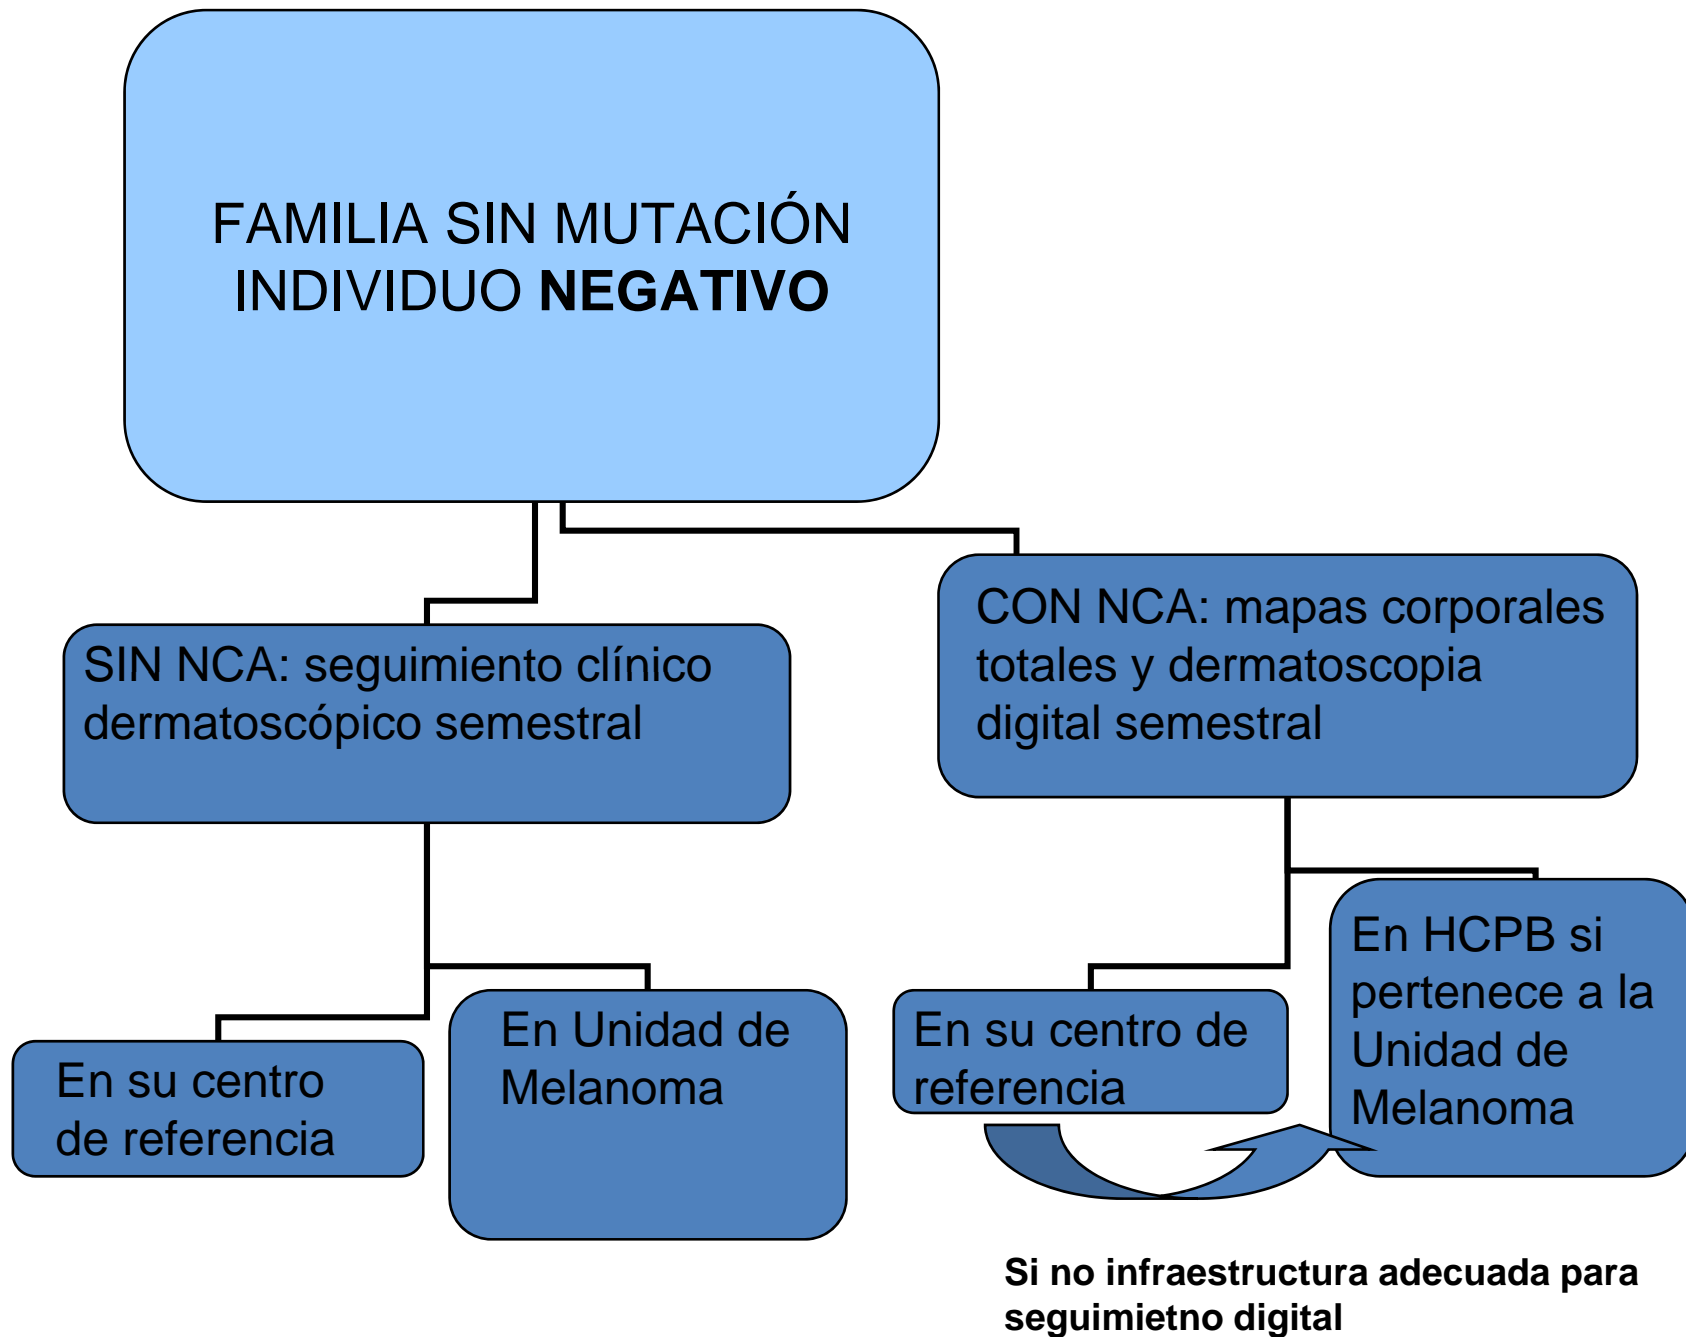 FAMILIA SIN MUTACIÓN
INDIVIDUO NEGATIVO
SIN NCA: seguimiento clínico
dermatoscópico semestral
CON NCA: mapas corporales
totales y dermatoscopia
digital semestral
En su centro
de referencia
En Unidad de
Melanoma
En su centro de
referencia
En HCPB si
pertenece a la
Unidad de
Melanoma
Si no infraestructura adecuada para
seguimietno digital